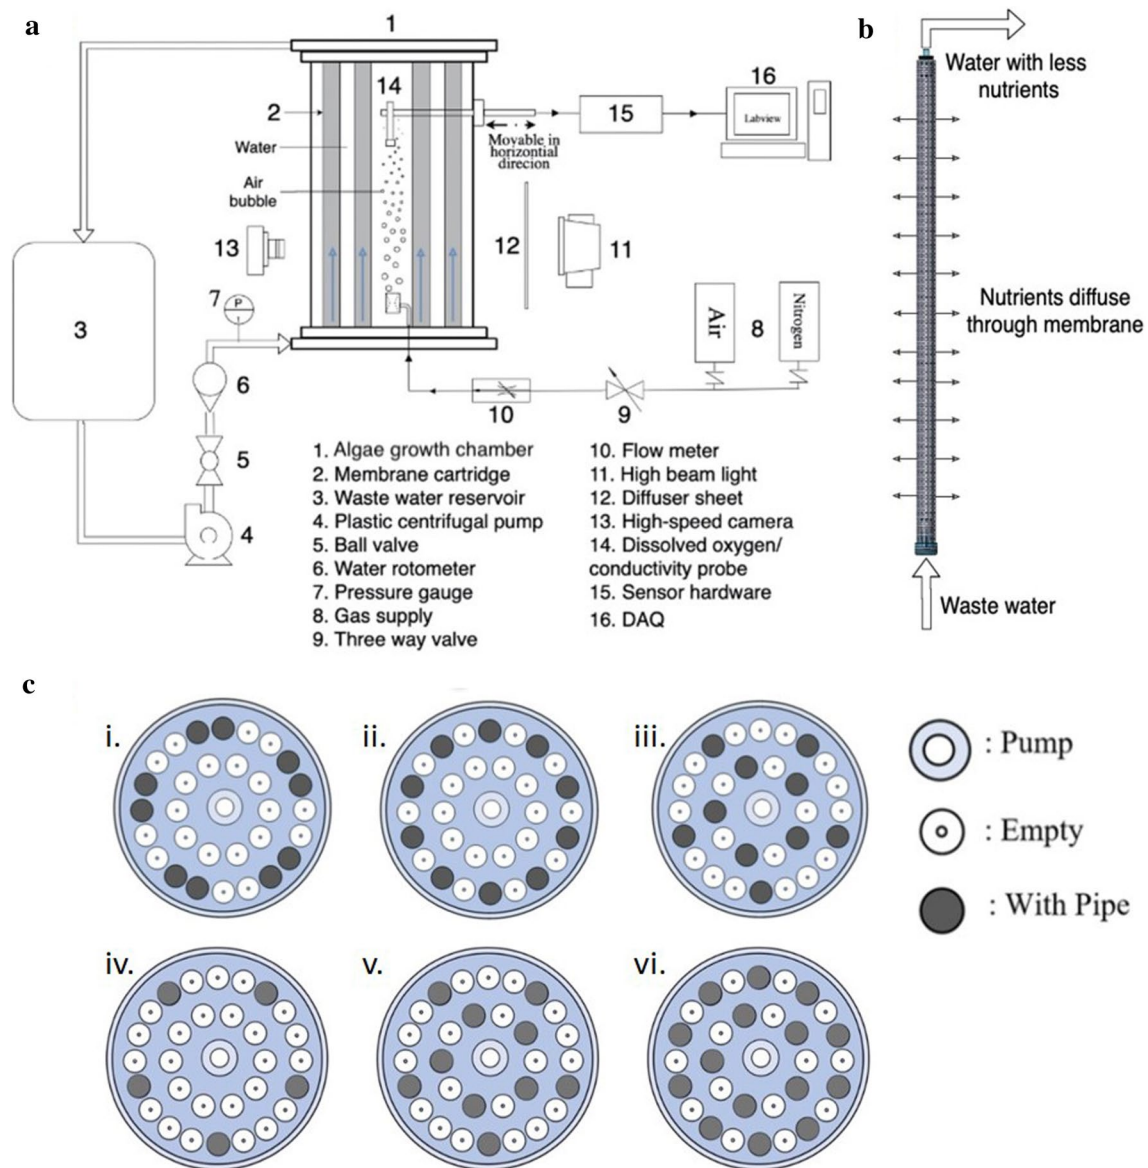 a
1
14
2
16
15
Labview
Water
Movable in
horizontial
direcion
Air
bubble
13
12
11
7
P
3
Air
8
Nitrogen
6
10
9
5
4
1. Algae growth chamber
2. Membrane cartridge
3. Waste water reservoir
4. Plastic centrifugal pump
5. Ball valve
6. Water rotometer
7. Pressure gauge
8. Gas supply
9. Three way valve
10. Flow meter
11. High beam light
12. Diffuser sheet
13. High-speed camera
14. Dissolved oxygen/
conductivity probe
15. Sensor hardware
16. DAQ
b
Water with less
nutrients
Nutrients diffuse
through membrane
Waste water
c
i.
ii.
iii.
iv.
v.
vi.
: Pump
: Empty
: With Pipe